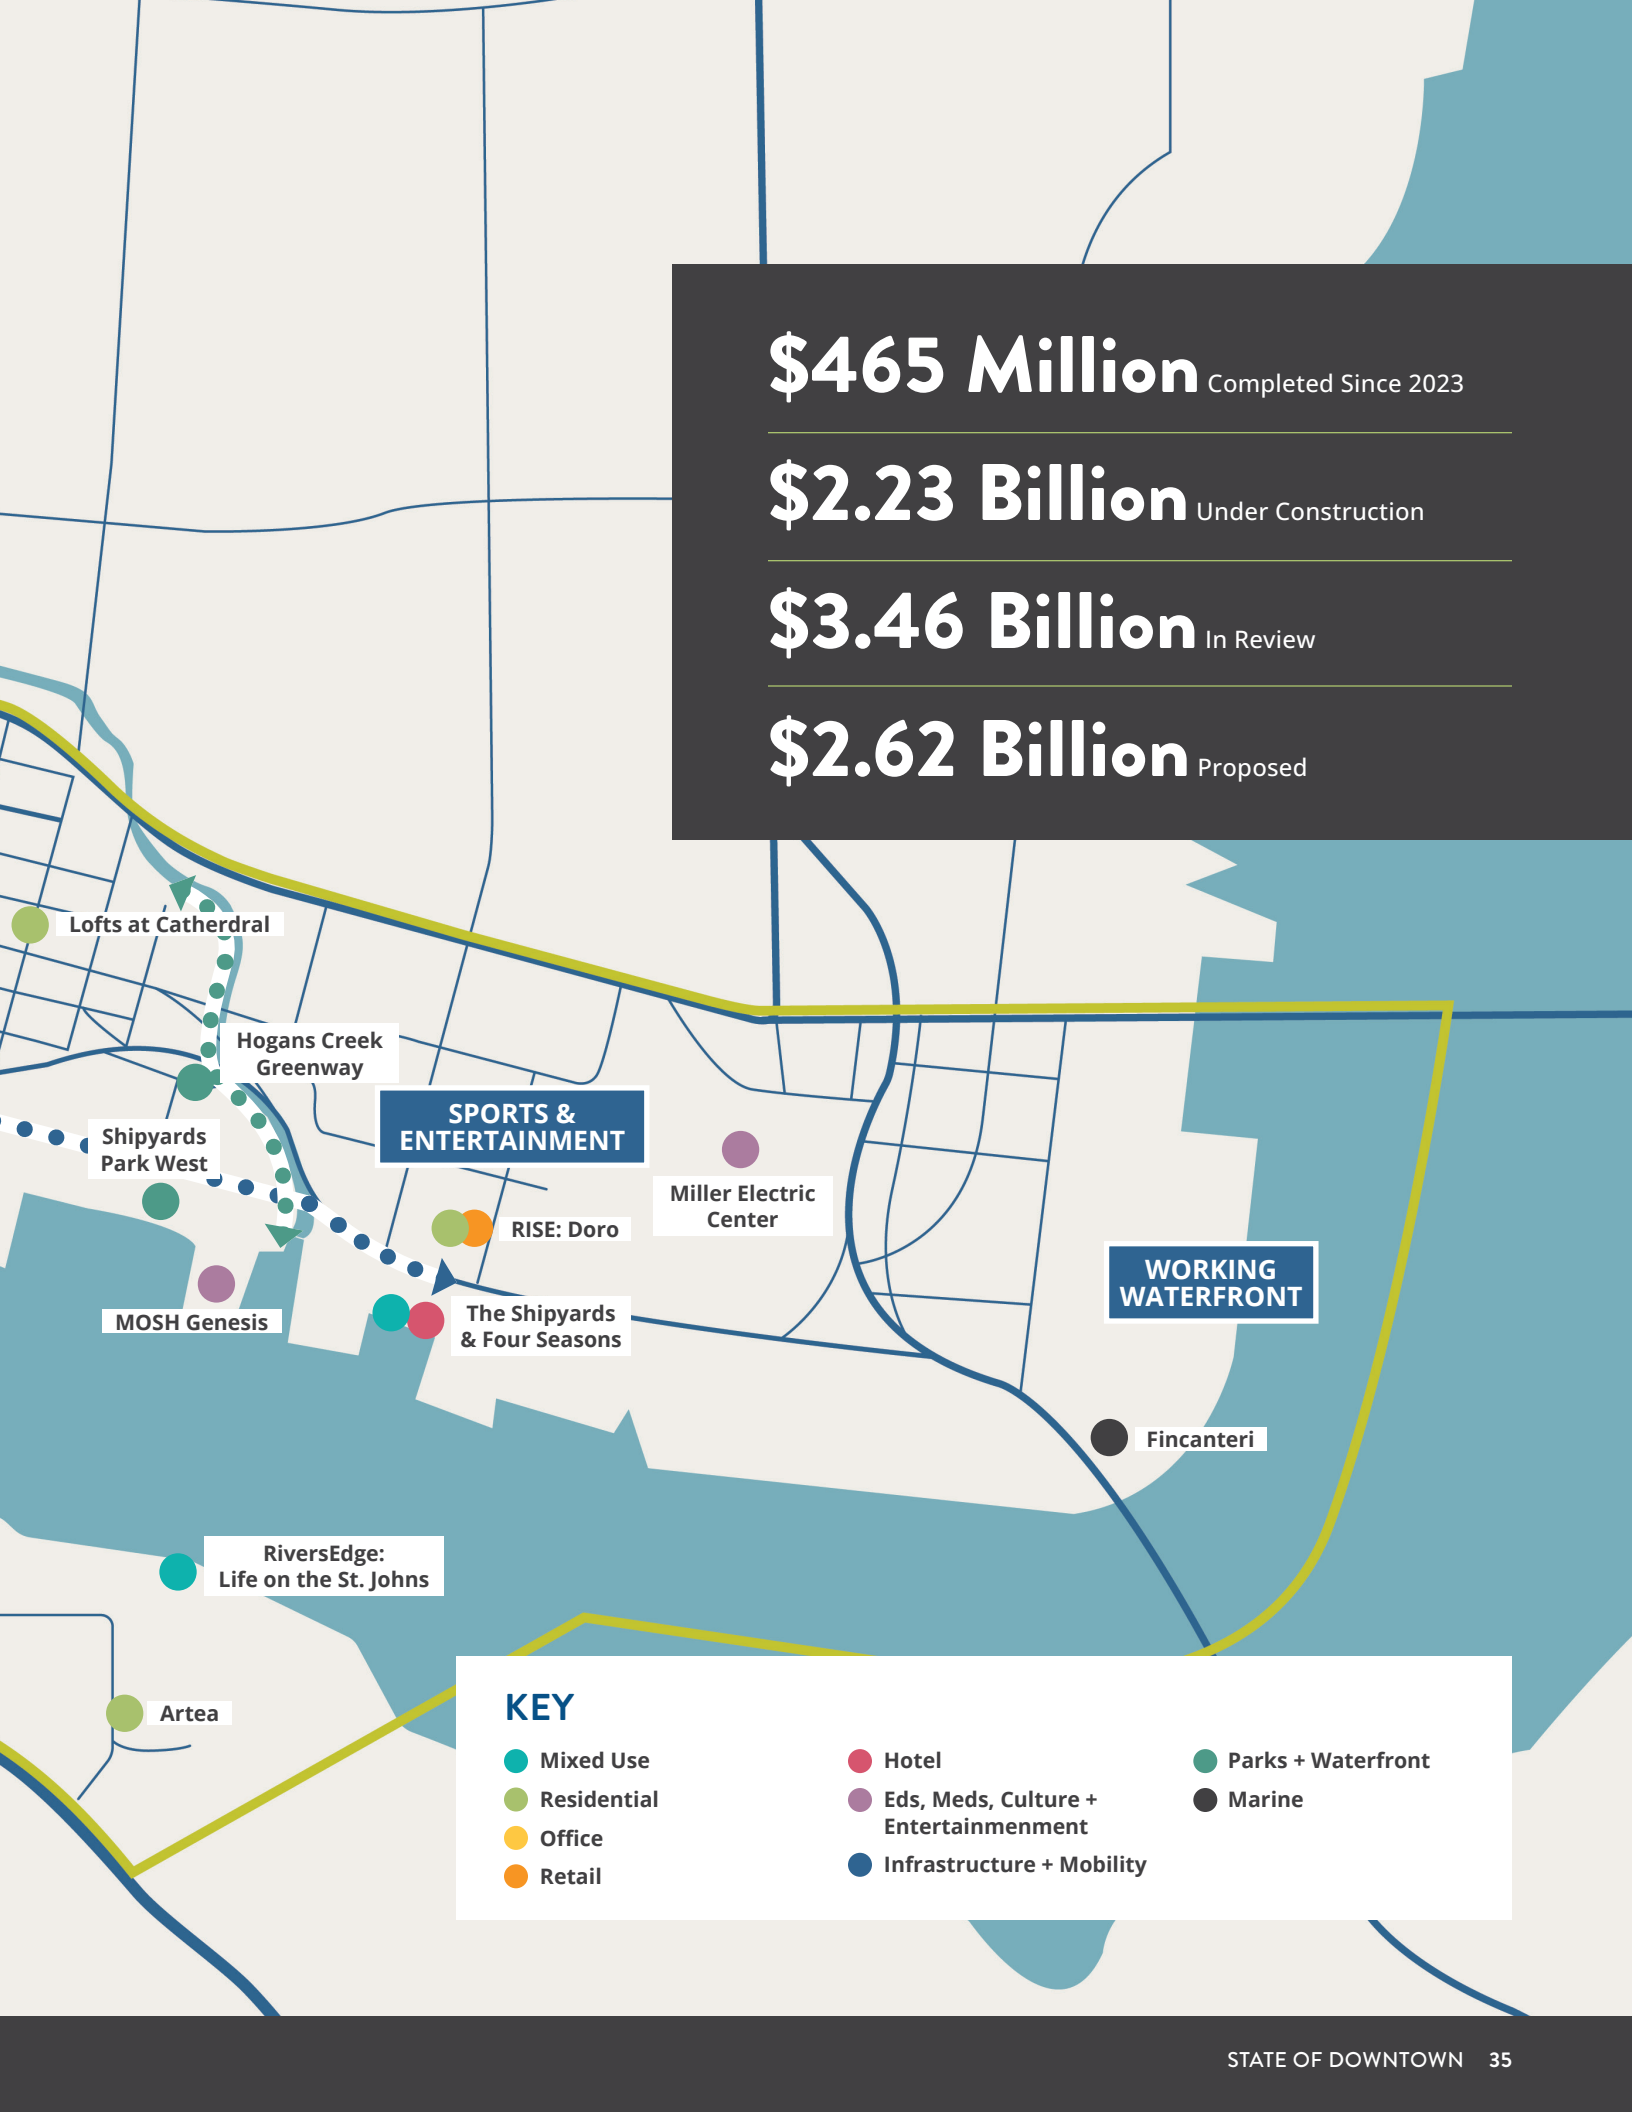 $465 Million Completed Since 2023
$2.23 Billion Under Construction
$3.46 Billion In Review
$2.62 Billion Proposed
Lofts at Catherdral
Hogans Creek
Greenway
SPORTS &
ENTERTAINMENT
Shipyards
Park West
Miller Electric
Center
RISE: Doro
WORKING
WATERFRONT
MOSH Genesis
The Shipyards
& Four Seasons
Fincanteri
RiversEdge:
Life on the St. Johns
Artea
KEY
Mixed Use
Residential
Office
Retail
Hotel
Eds, Meds, Culture +
Entertainmenment
Infrastructure + Mobility
Parks + Waterfront
Marine
STATE OF DOWNTOWN 35